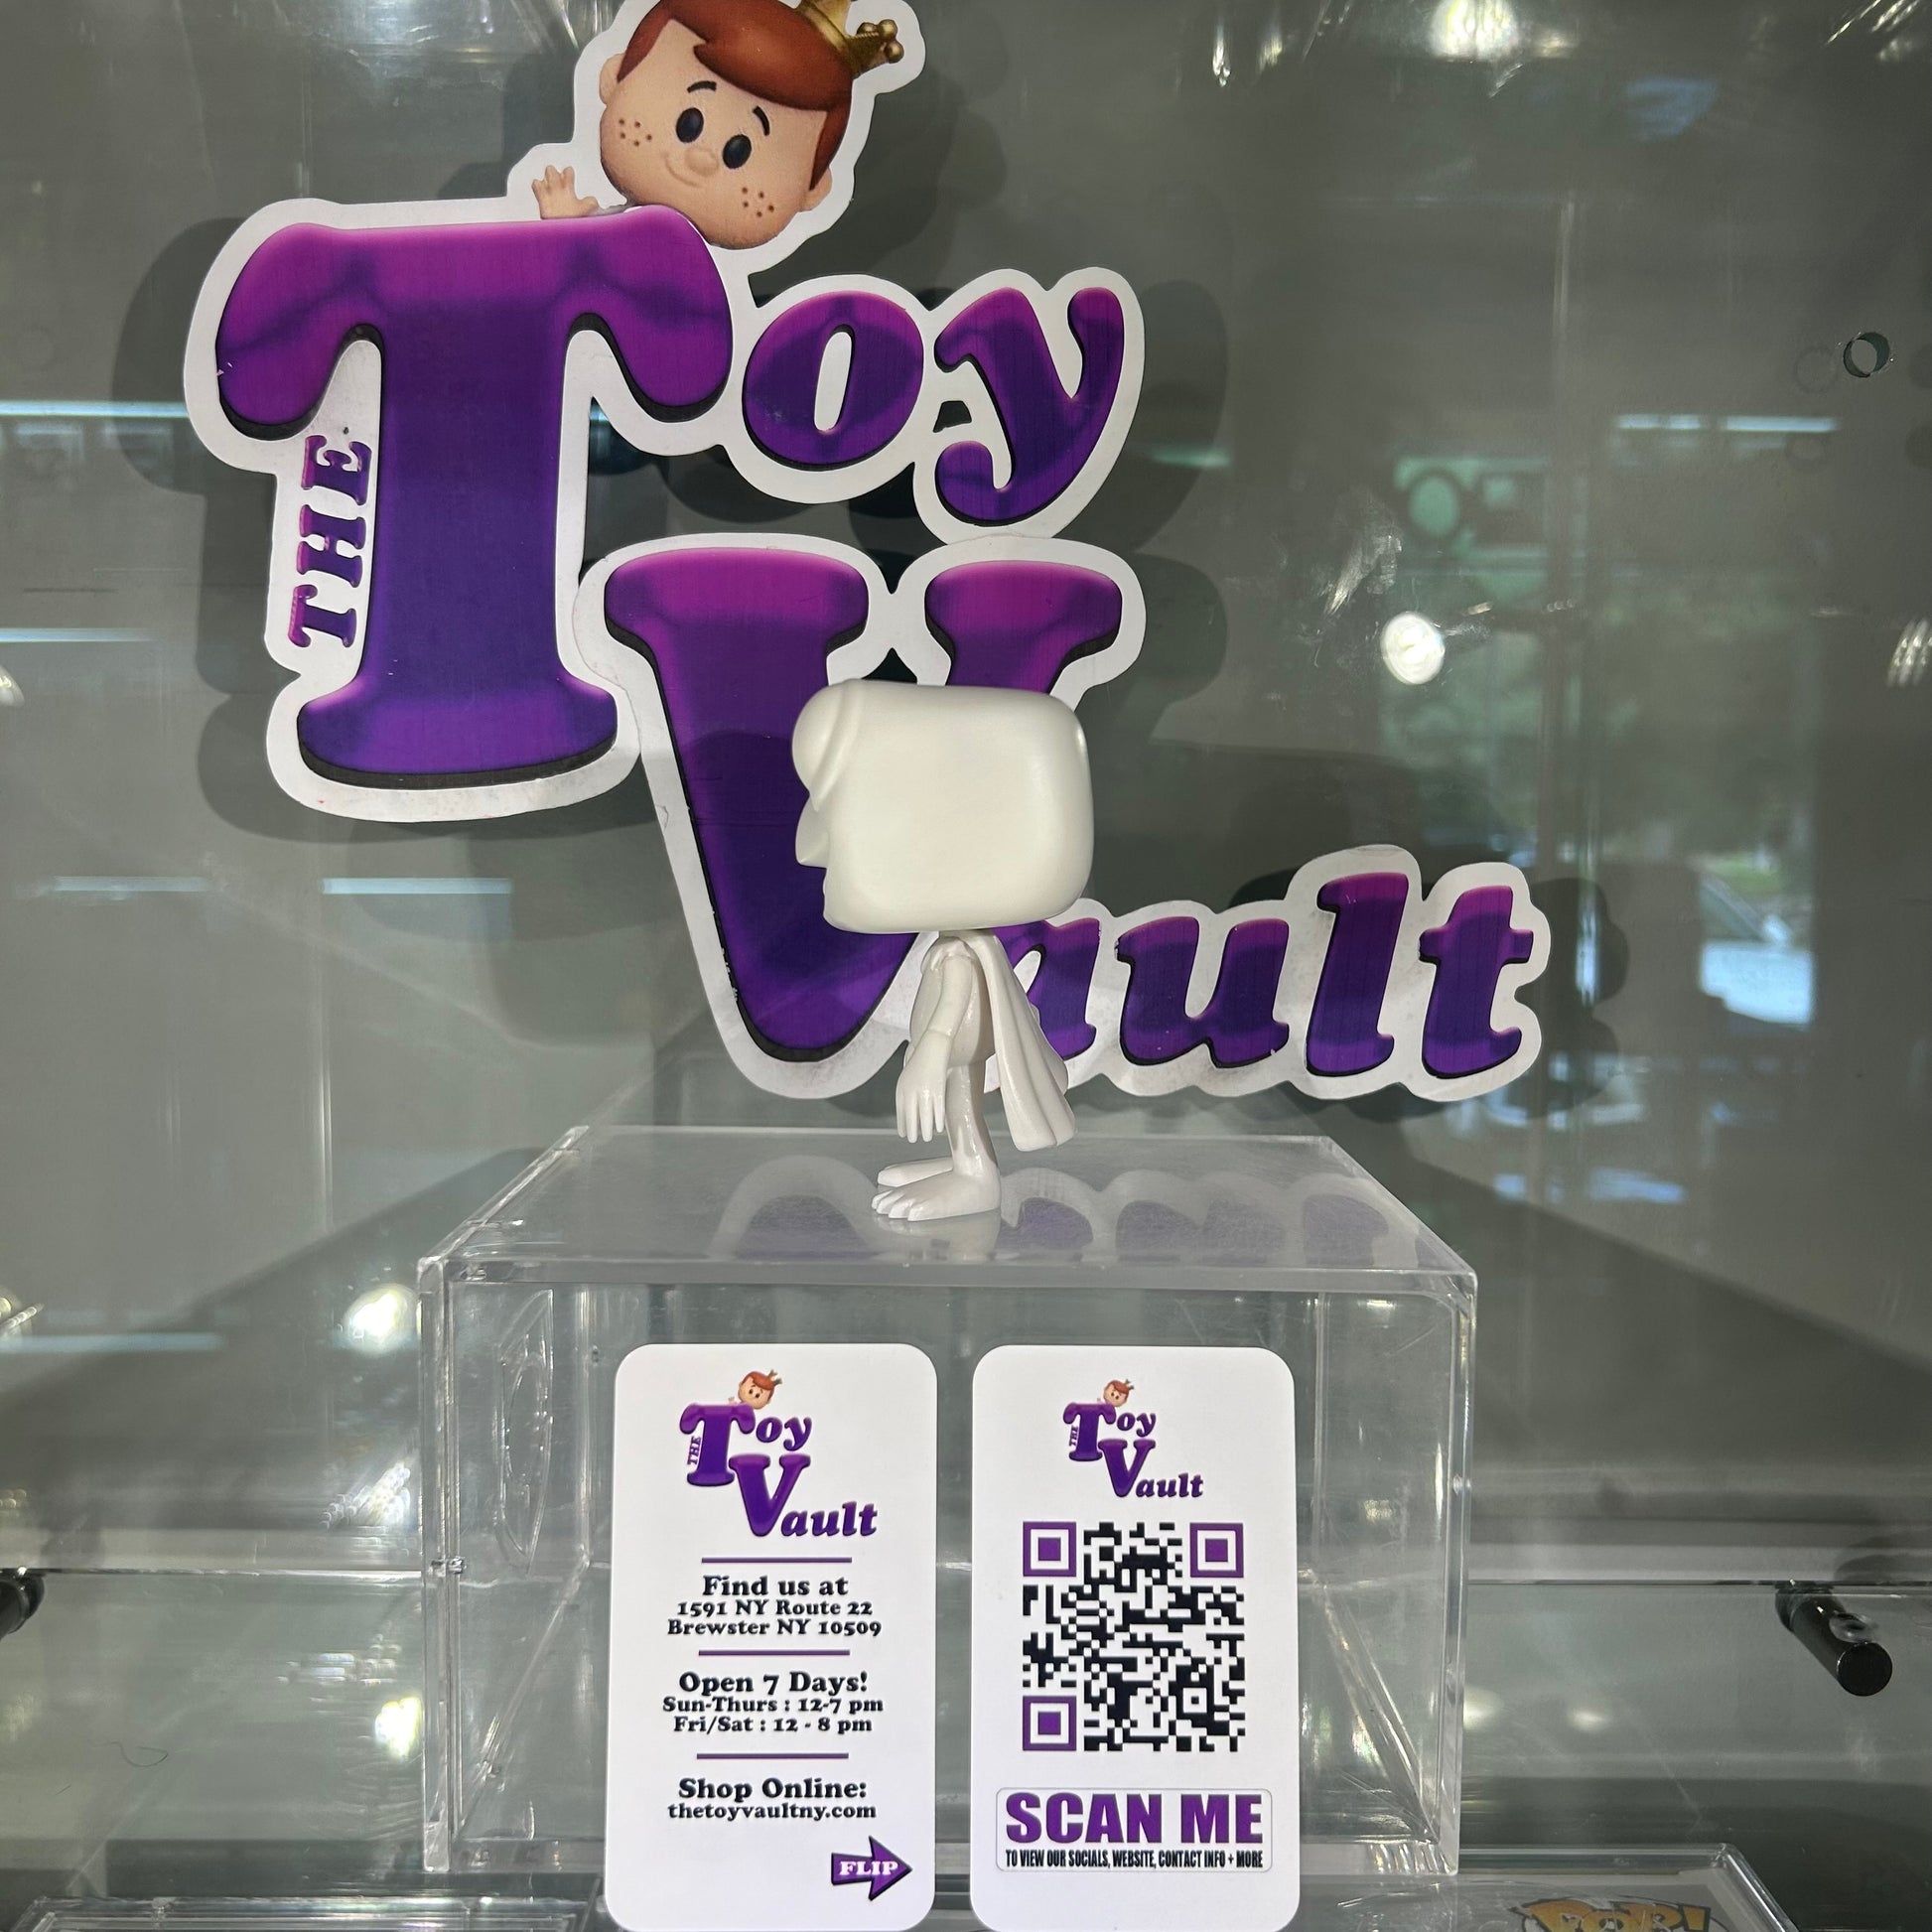 THE Toy
Vault
THE Toy
Vault
Find us at
1591 NY Route 22
Brewster NY 10509
Open 7 Days!
Sun-Thurs : 12-7 pm
Fri/Sat : 12 - 8 pm
Shop Online:
thetoyvaultny.com
FLIP
THE Toy
Vault
SCAN ME
TO VIEW OUR SOCIALS, WEBSITE, CONTACT INFO + MORE
POP!